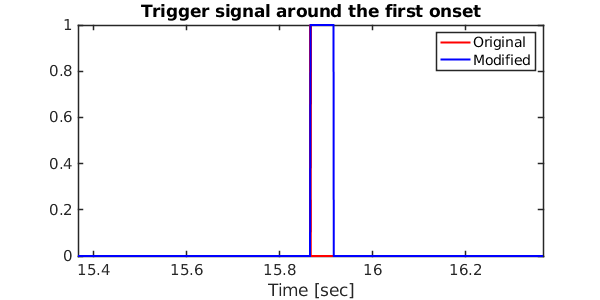 Trigger signal around the first onset
1
0.8
0.6
0.4
0.2
0
15.4 15.6 15.8 16 16.2
Time [sec]
Original
Modified